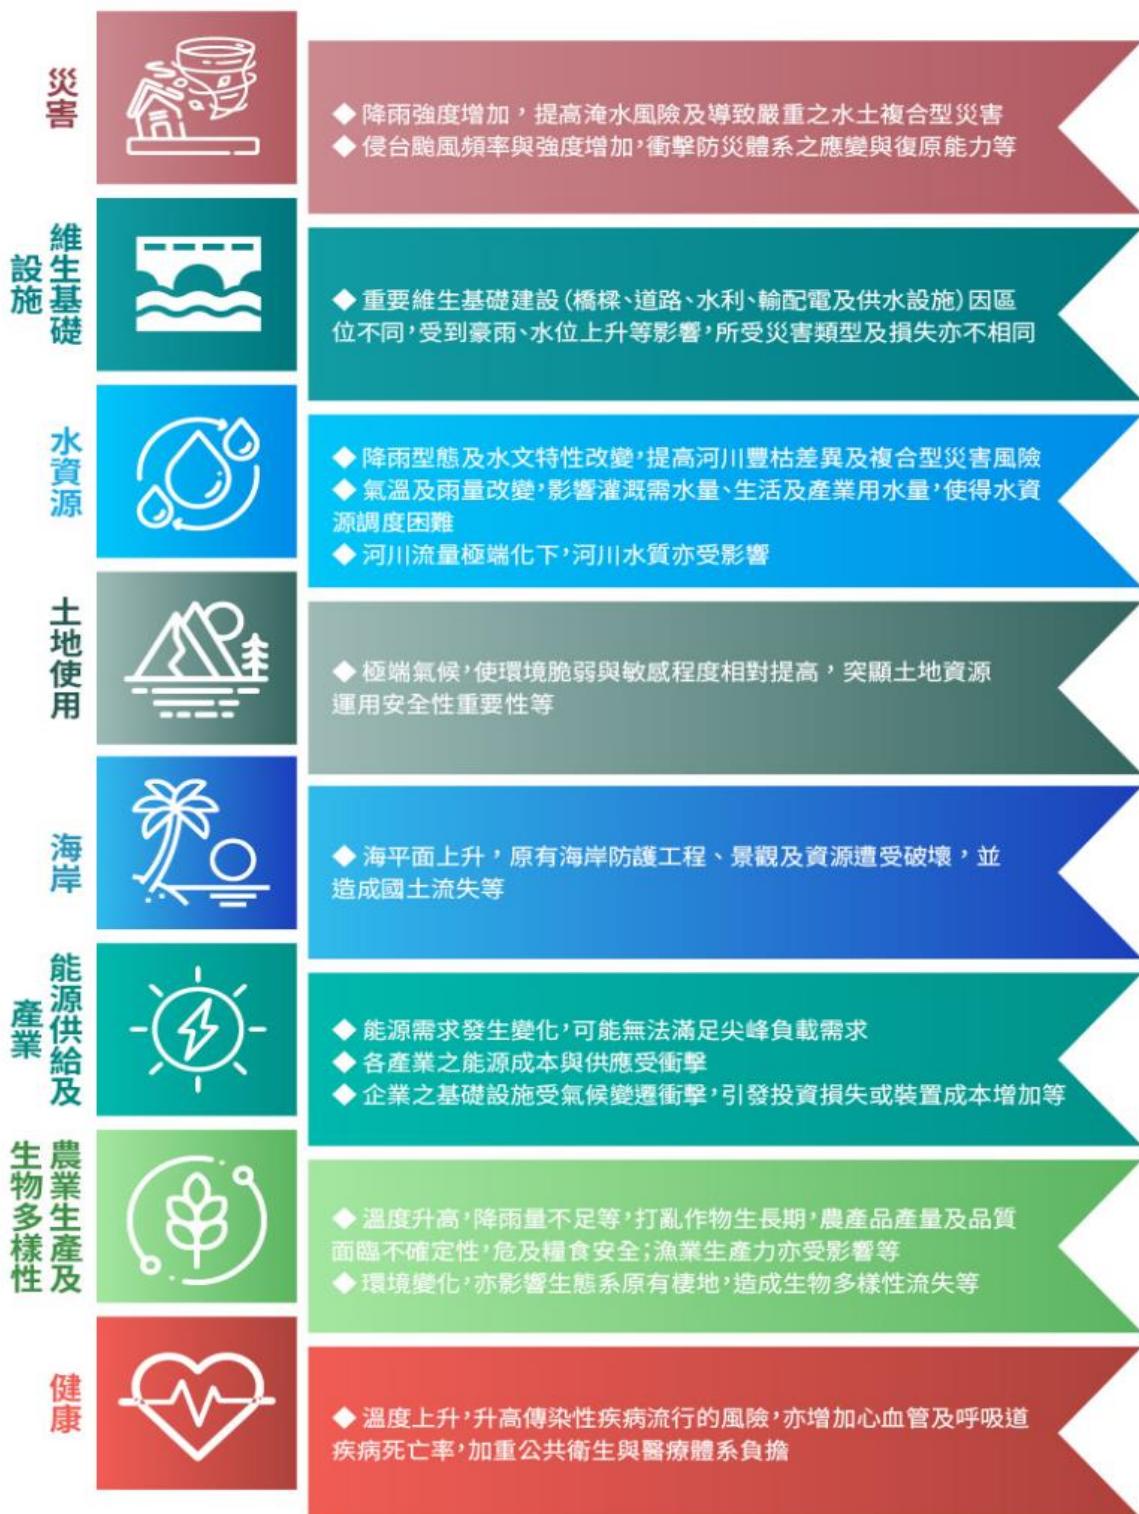 災害
◆ 降雨強度增加，提高淹水風險及導致嚴重之水土複合型災害
◆ 侵台颱風頻率與強度增加，衝擊防災體系之應變與復原能力等
維生基礎
設施
◆ 重要維生基礎建設（橋樑、道路、水利、輸配電及供水設施）因區
位不同，受到豪雨、水位上升等影響，所受災害類型及損失亦不相同
水資源
◆ 降雨型態及水文特性改變，提高河川豐枯差異及複合型災害風險
◆ 氣溫及雨量改變，影響灌溉需水量、生活及產業用水量，使得水資
源調度困難
◆ 河川流量極端化下，河川水質亦受影響
土地使用
◆ 極端氣候，使環境脆弱與敏感程度相對提高，突顯土地資源
運用安全性重要性等
海岸
◆ 海平面上升，原有海岸防護工程、景觀及資源遭受破壞，並
造成國土流失等
能源供給及
產業
◆ 能源需求發生變化，可能無法滿足尖峰負載需求
◆ 各產業之能源成本與供應受衝擊
◆ 企業之基礎設施受氣候變遷衝擊，引發投資損失或裝置成本增加等
農業生產及
生物多樣性
◆ 溫度升高，降雨量不足等，打亂作物生長期，農產品產量及品質
面臨不確定性，危及糧食安全；漁業生產力亦受影響等
◆ 環境變化，亦影響生態系原有棲地，造成生物多樣性流失等
健康
◆ 溫度上升，升高傳染性疾病流行的風險，亦增加心血管及呼吸道
疾病死亡率，加重公共衛生與醫療體系負擔